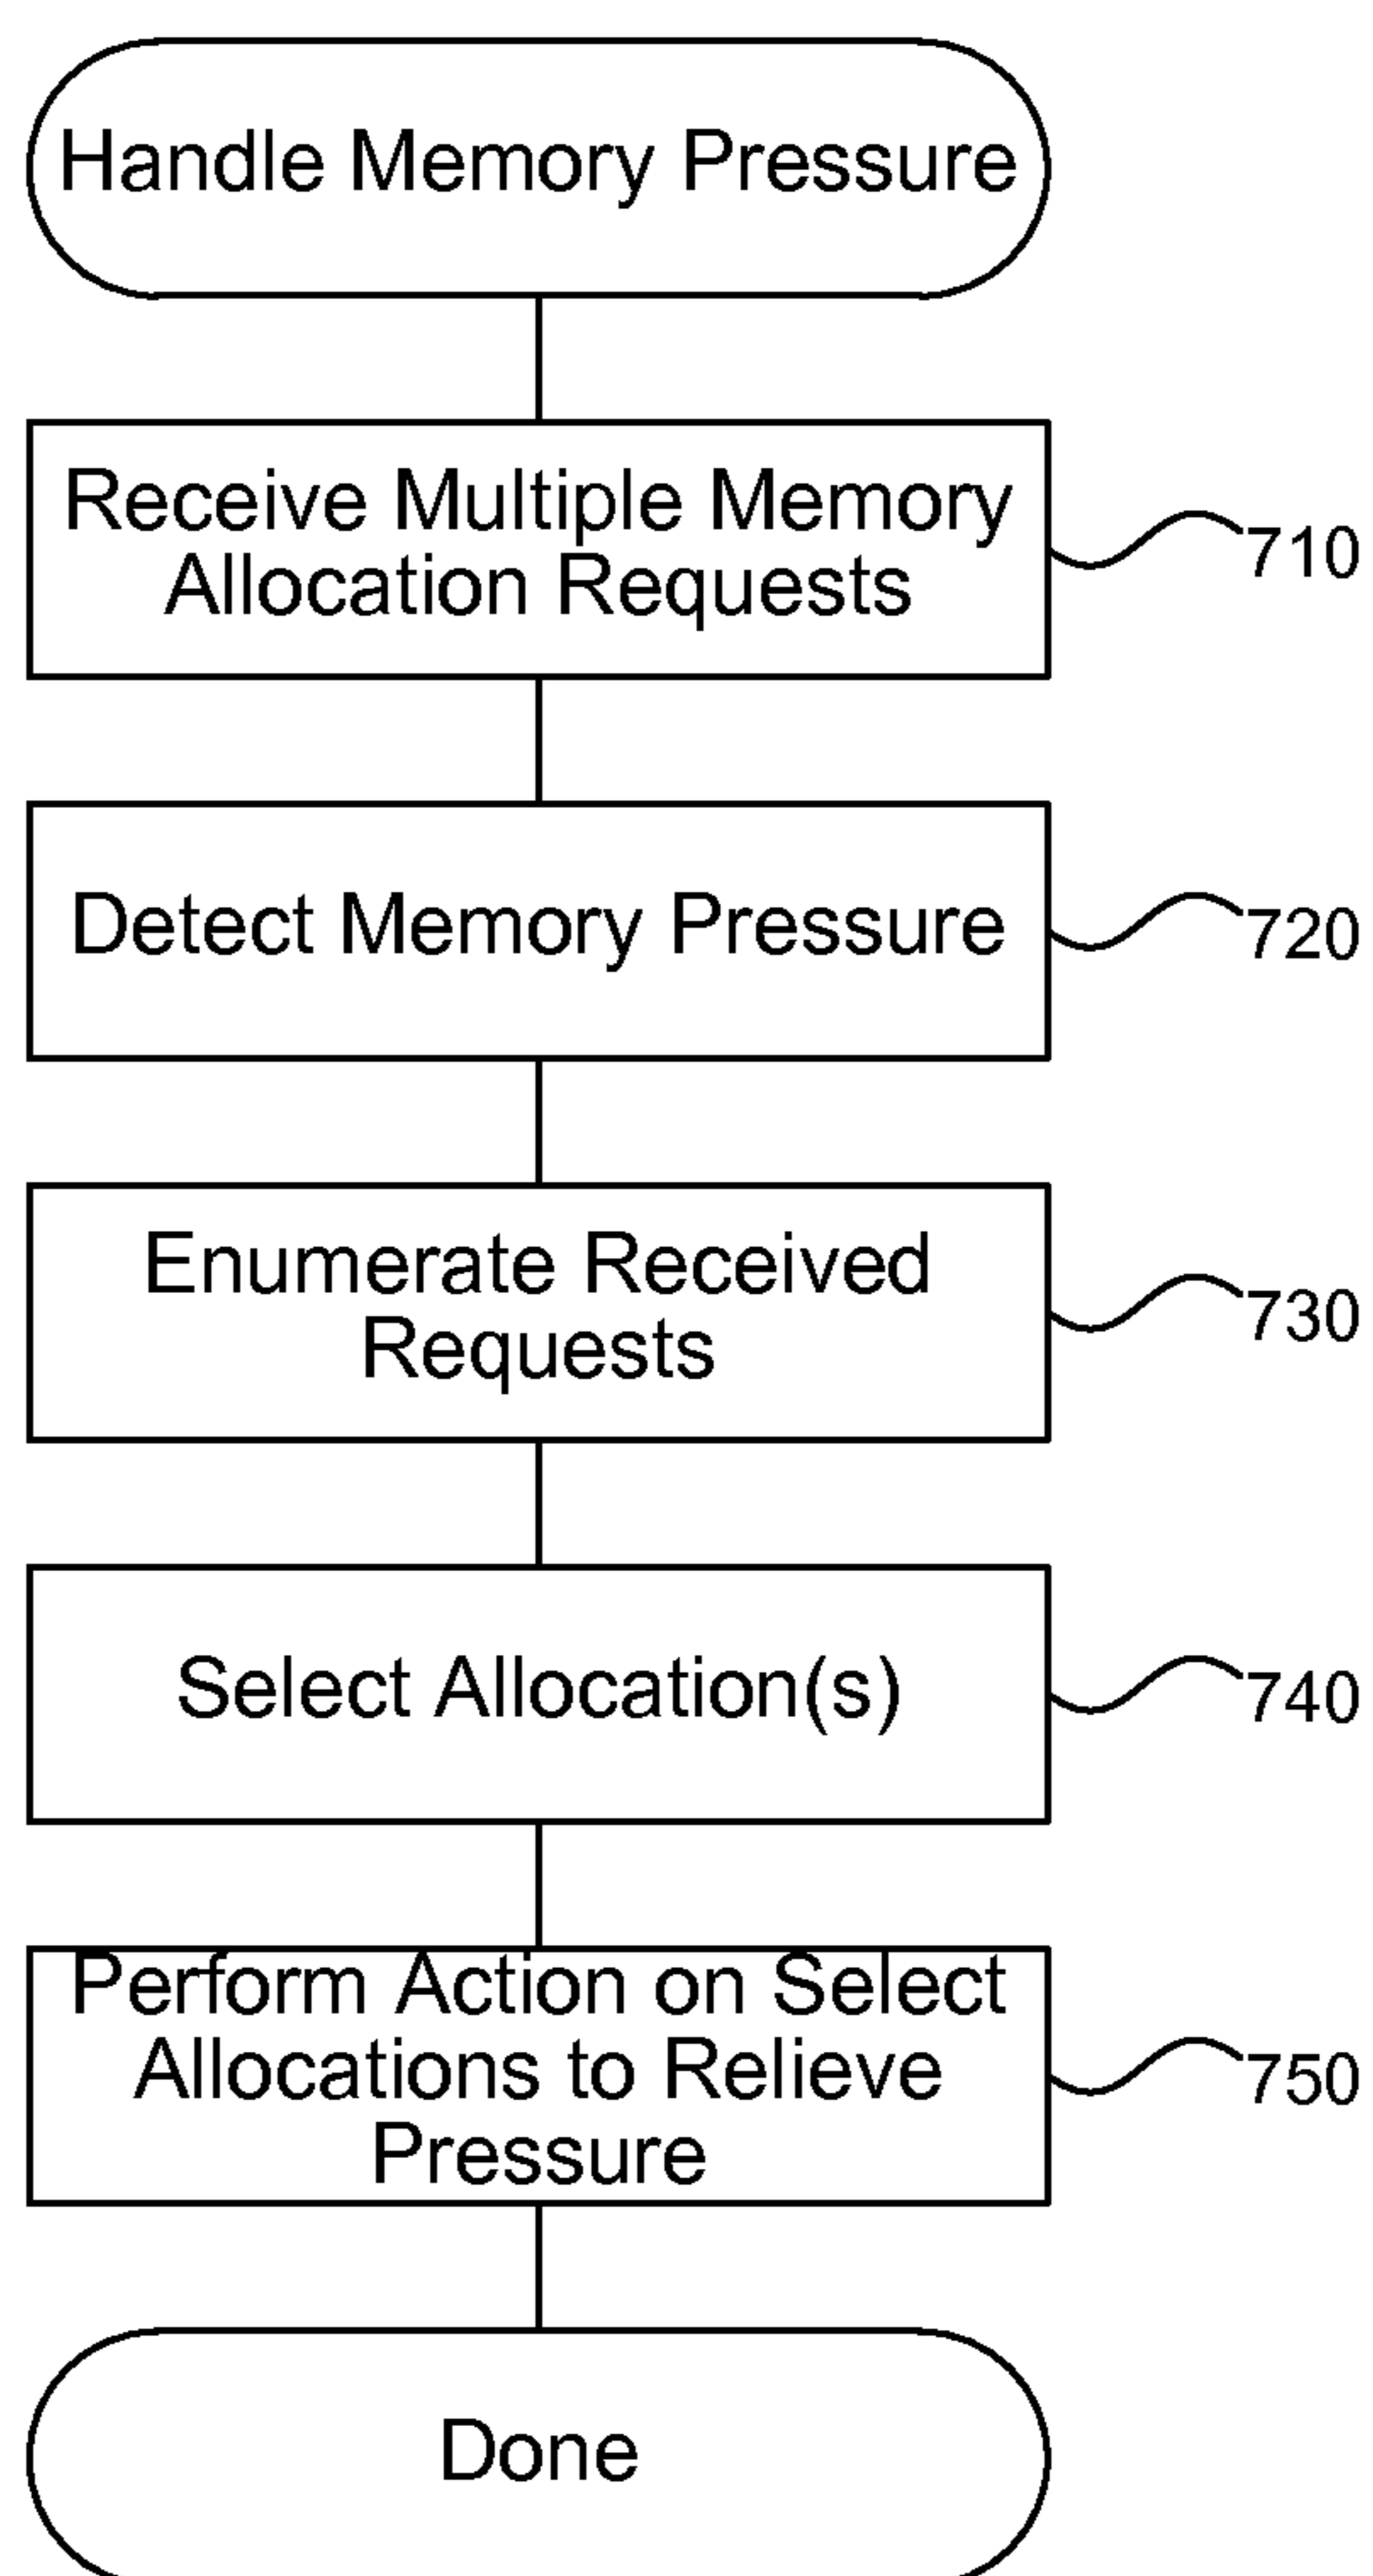 Handle Memory Pressure
Receive Multiple Memory
Allocation Requests
710
Detect Memory Pressure
720
Enumerate Received
Requests
730
Select Allocation(s)
740
Perform Action on Select
Allocations to Relieve
Pressure
750
Done